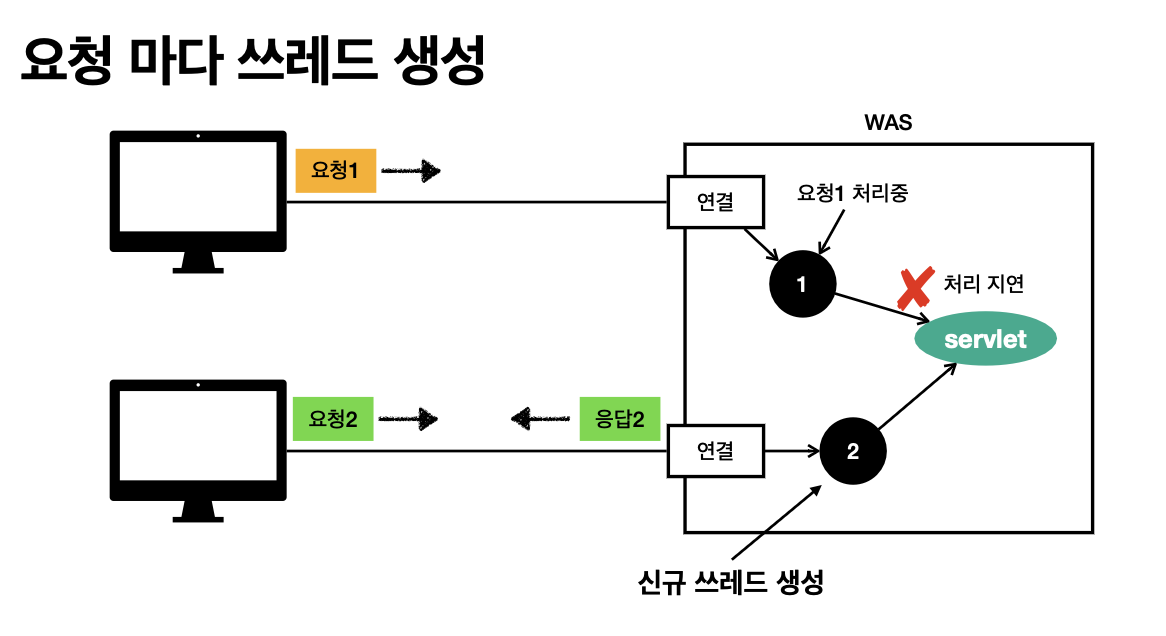 요청 마다 쓰레드 생성
WAS
요청1
연결
요청1 처리중
1
처리 지연
servlet
요청2
응답2
연결
2
신규 쓰레드 생성